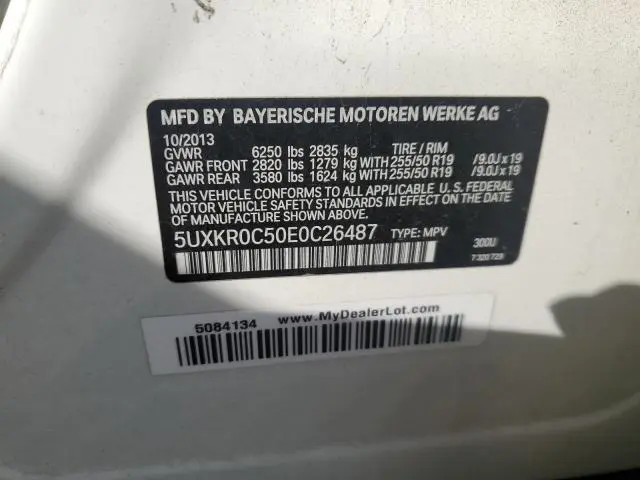 MFD BY BAYERISCHE MOTOREN WERKE AG
10/2013
GVWR 6250 lbs 2835 kg TIRE / RIM
GAWR FRONT 2820 lbs 1279 kg WITH 255/50 R19 /9.0J x 19
GAWR REAR 3580 lbs 1624 kg WITH 255/50 R19 /9.0J x 19
THIS VEHICLE CONFORMS TO ALL APPLICABLE U. S. FEDERAL
MOTOR VEHICLE SAFETY STANDARDS IN EFFECT ON THE DATE
OF MANUFACTURE SHOWN ABOVE.
5UXKR0C50E0C26487 TYPE: MPV 300U
7 320 729
5084134 www.MyDealerLot.com